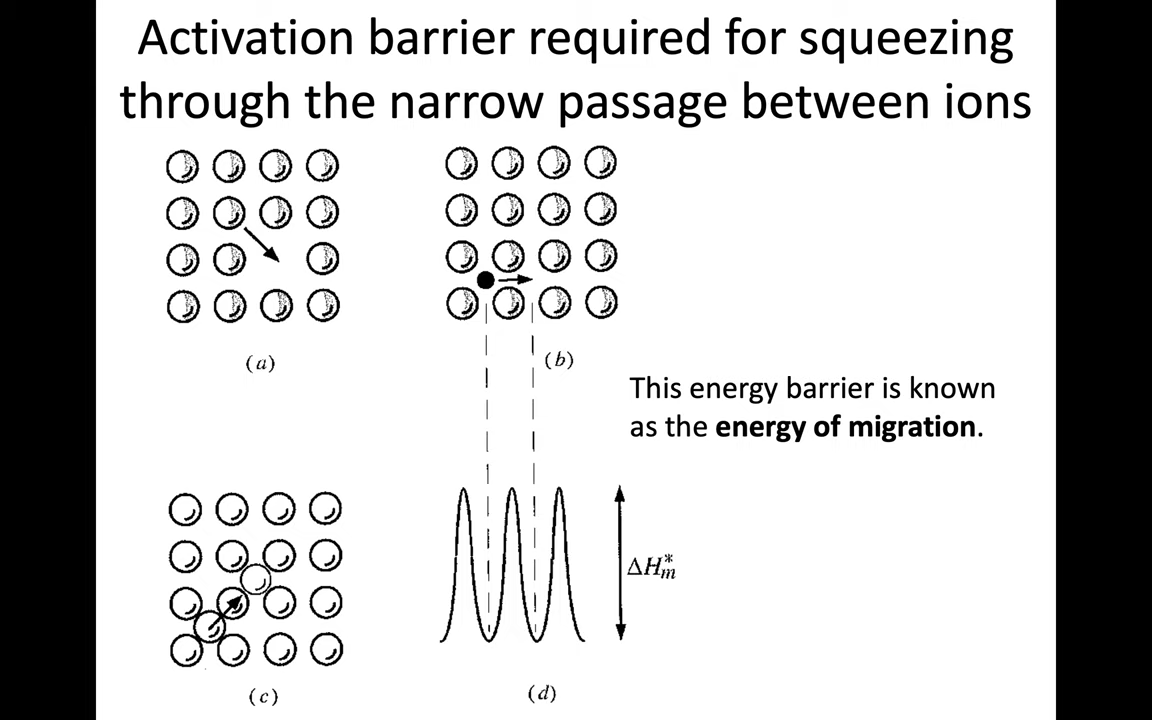 Activation barrier required for squeezing
through the narrow passage between ions
(a)
(b)
This energy barrier is known
as the energy of migration.
ΔH*m
(c)
(d)